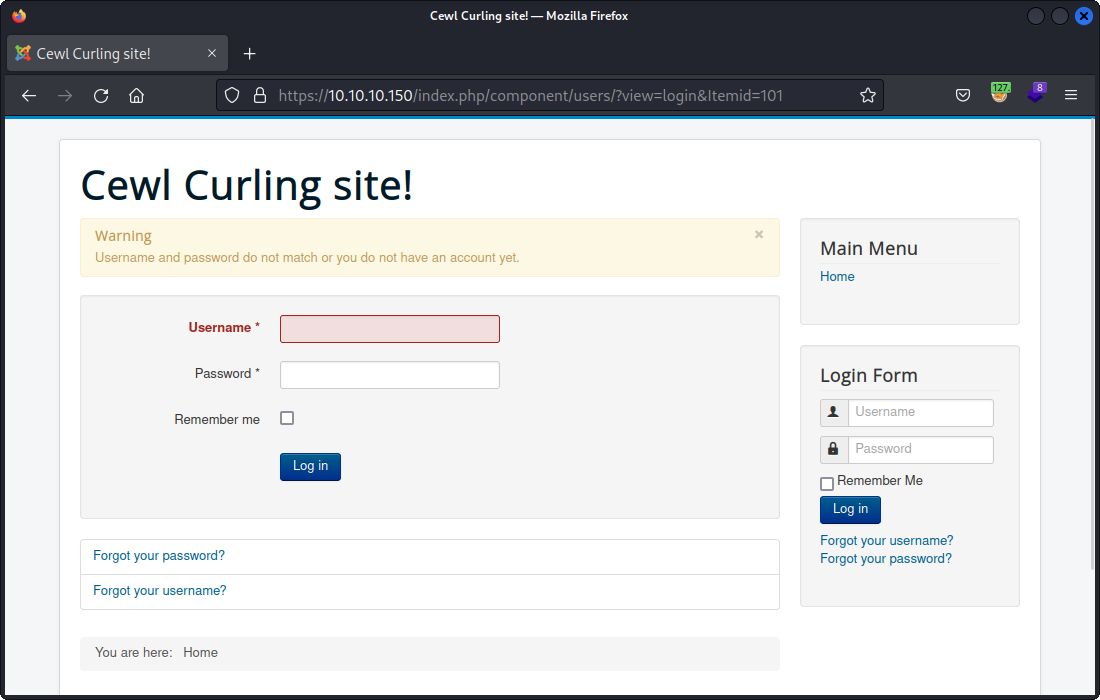 Cewl Curling site! — Mozilla Firefox
Cewl Curling site!
https://10.10.10.150/index.php/component/users/?view=login&Itemid=101
127.
8
Cewl Curling site!
Warning
Username and password do not match or you do not have an account yet.
Username *
Password *
Remember me
Log in
Forgot your password?
Forgot your username?
You are here: Home
Main Menu
Home
Login Form
Username
Password
Remember Me
Log in
Forgot your username?
Forgot your password?